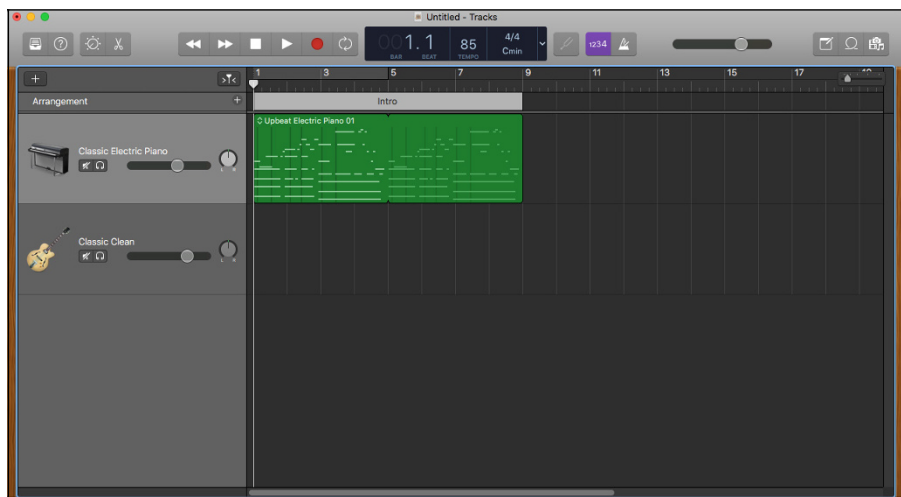 Untitled - Tracks
001.1
BAR BEAT
85
TEMPO
4/4
Cmin
1234
1 3 5 7 9 11 13 15 17
Arrangement
Intro
Upbeat Electric Piano 01
Classic Electric Piano
L R
Classic Clean
L R